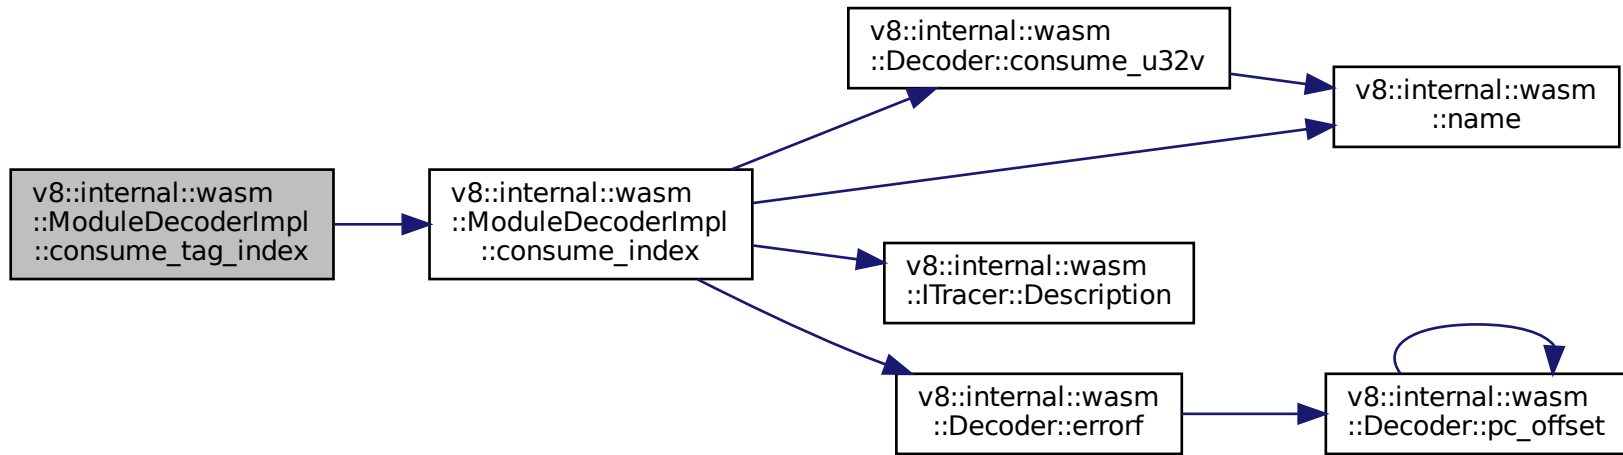 v8::internal::wasm
::ModuleDecoderImpl
::consume_tag_index
v8::internal::wasm
::ModuleDecoderImpl
::consume_index
v8::internal::wasm
::Decoder::consume_u32v
v8::internal::wasm
::name
v8::internal::wasm
::ITracer::Description
v8::internal::wasm
::Decoder::errorf
v8::internal::wasm
::Decoder::pc_offset